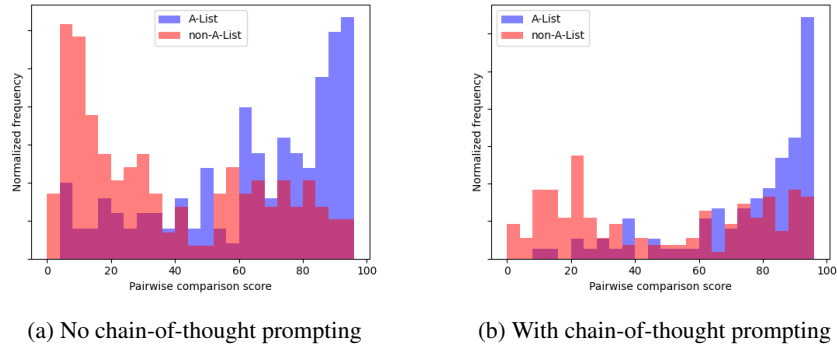 A-List
non-A-List
Normalized frequency
0 20 40 60 80 100
Pairwise comparison score
(a) No chain-of-thought prompting
A-List
non-A-List
Normalized frequency
0 20 40 60 80 100
Pairwise comparison score
(b) With chain-of-thought prompting